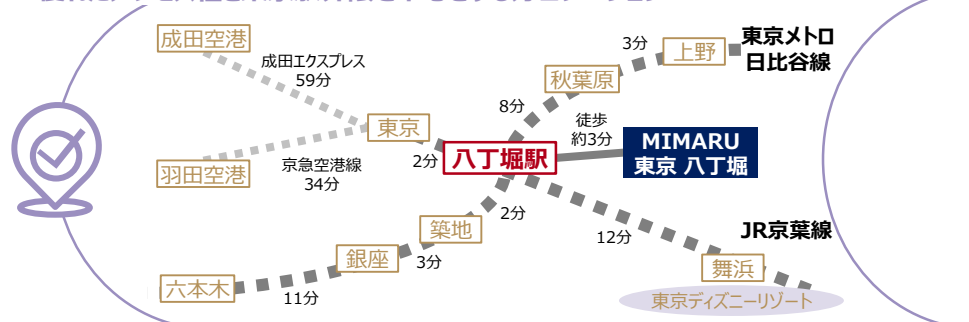 成田空港
成田エクスプレス
59分
羽田空港
京急空港線
34分
東京
2分
八丁堀駅
8分
秋葉原
3分
上野
東京メトロ
日比谷線
徒歩
約3分
MIMARU
東京 八丁堀
2分
築地
3分
銀座
11分
六本木
12分
JR京葉線
舞浜
東京ディズニーリゾート